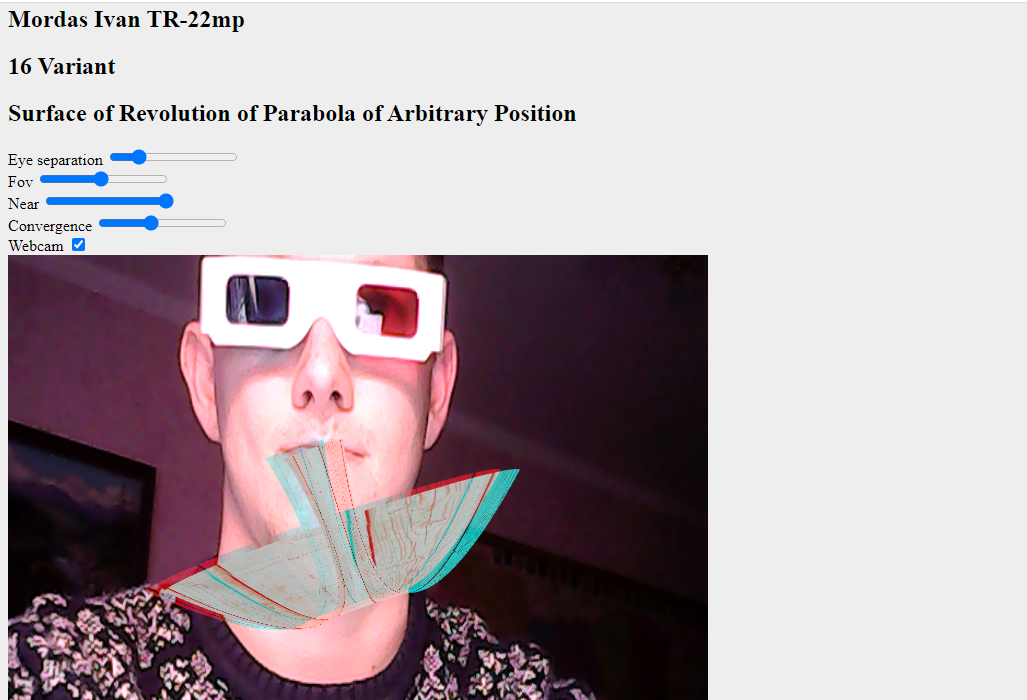 Mordas Ivan TR-22mp
16 Variant
Surface of Revolution of Parabola of Arbitrary Position
Eye separation
Fov
Near
Convergence
Webcam